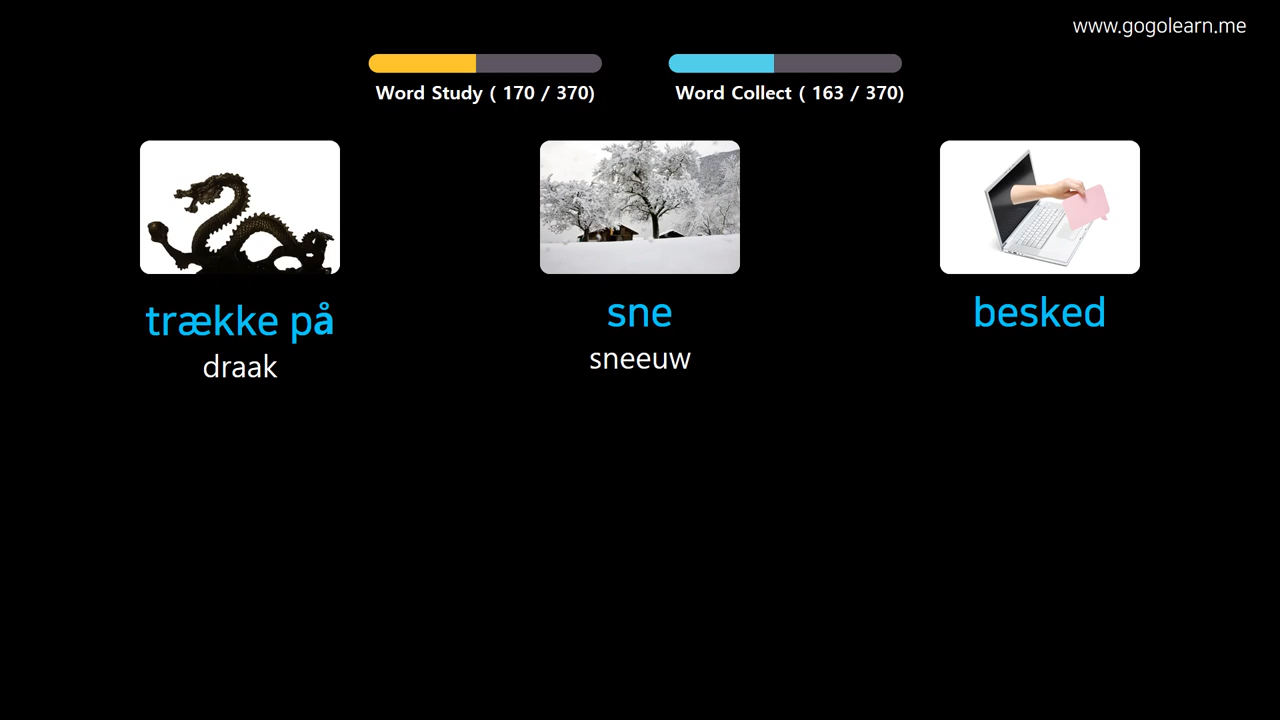 www.gogolearn.me
Word Study ( 170 / 370)
Word Collect ( 163 / 370)
trække på
draak
sne
sneeuw
besked